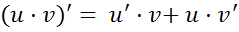 (u · v)′ = u′ · v + u · v′